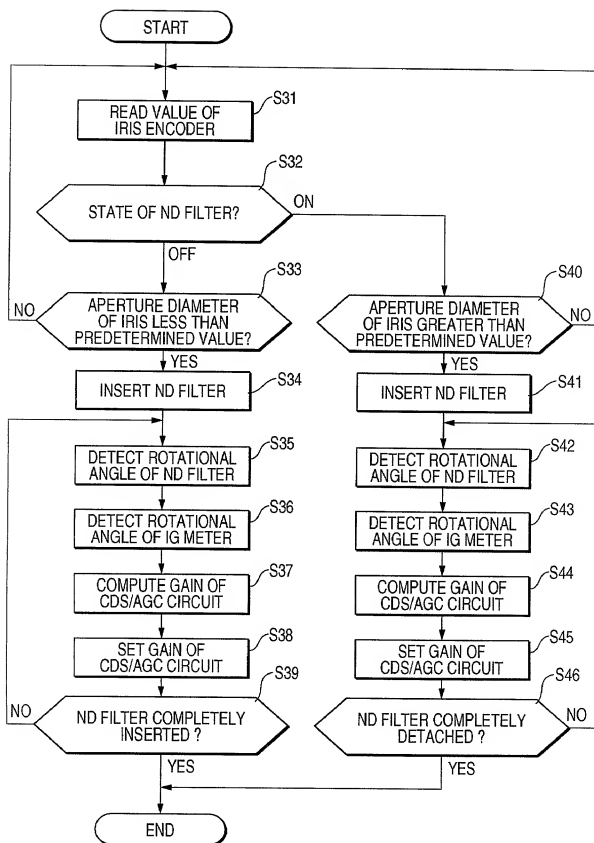 START
READ VALUE OF
IRIS ENCODER
S31
STATE OF ND FILTER?
S32
ON
OFF
APERTURE DIAMETER
OF IRIS LESS THAN
PREDETERMINED VALUE?
S33
NO
YES
INSERT ND FILTER
S34
DETECT ROTATIONAL
ANGLE OF ND FILTER
S35
DETECT ROTATIONAL
ANGLE OF IG METER
S36
COMPUTE GAIN OF
CDS/AGC CIRCUIT
S37
SET GAIN OF
CDS/AGC CIRCUIT
S38
ND FILTER COMPLETELY
INSERTED ?
S39
NO
YES
APERTURE DIAMETER
OF IRIS GREATER THAN
PREDETERMINED VALUE?
S40
NO
YES
INSERT ND FILTER
S41
DETECT ROTATIONAL
ANGLE OF ND FILTER
S42
DETECT ROTATIONAL
ANGLE OF IG METER
S43
COMPUTE GAIN OF
CDS/AGC CIRCUIT
S44
SET GAIN OF
CDS/AGC CIRCUIT
S45
ND FILTER COMPLETELY
DETACHED ?
S46
NO
YES
END